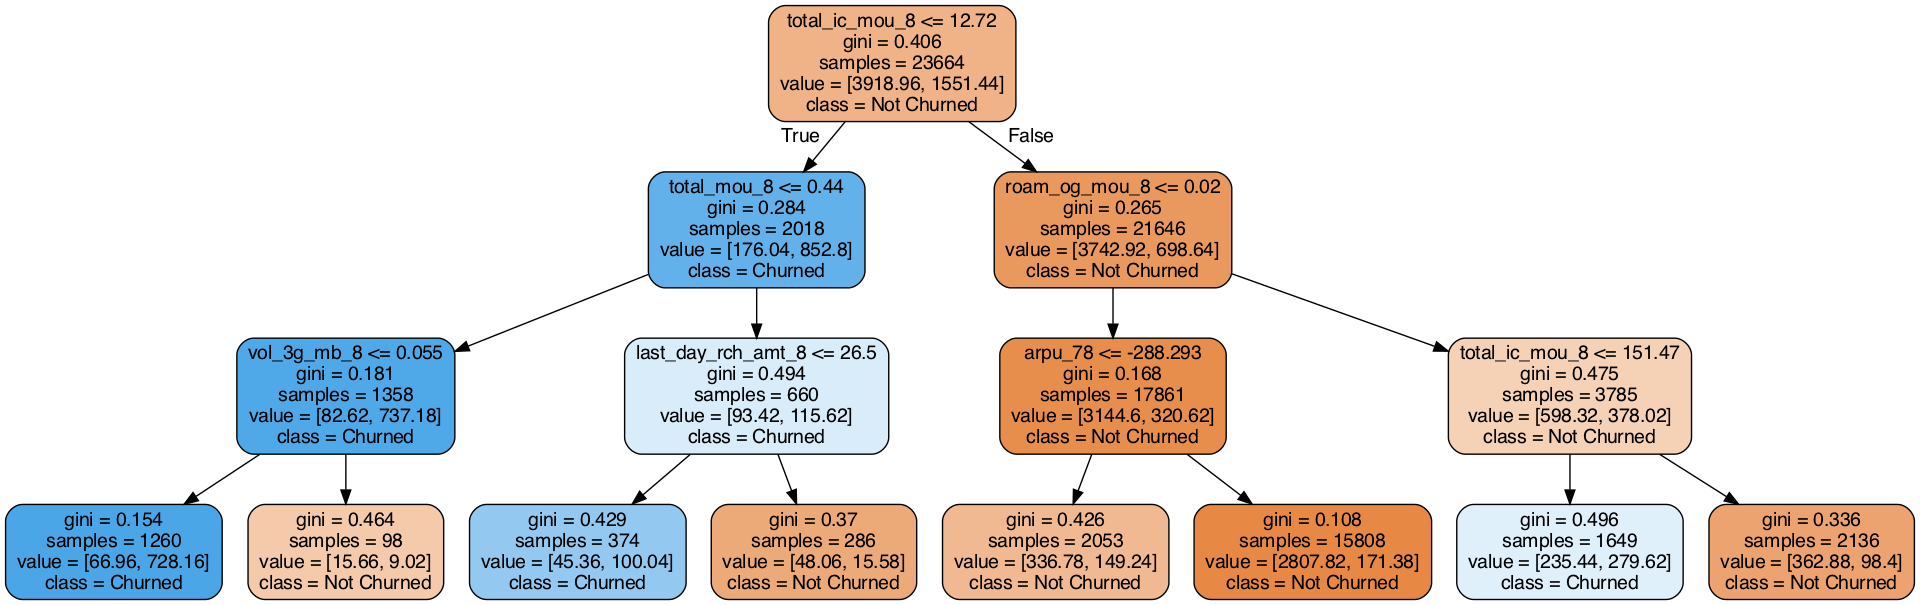 total_ic_mou_8 <= 12.72
gini = 0.406
samples = 23664
value = [3918.96, 1551.44]
class = Not Churned
True
False
total_mou_8 <= 0.44
gini = 0.284
samples = 2018
value = [176.04, 852.8]
class = Churned
roam_og_mou_8 <= 0.02
gini = 0.265
samples = 21646
value = [3742.92, 698.64]
class = Not Churned
vol_3g_mb_8 <= 0.055
gini = 0.181
samples = 1358
value = [82.62, 737.18]
class = Churned
last_day_rch_amt_8 <= 26.5
gini = 0.494
samples = 660
value = [93.42, 115.62]
class = Churned
arpu_78 <= -288.293
gini = 0.168
samples = 17861
value = [3144.6, 320.62]
class = Not Churned
total_ic_mou_8 <= 151.47
gini = 0.475
samples = 3785
value = [598.32, 378.02]
class = Not Churned
gini = 0.154
samples = 1260
value = [66.96, 728.16]
class = Churned
gini = 0.464
samples = 98
value = [15.66, 9.02]
class = Not Churned
gini = 0.429
samples = 374
value = [45.36, 100.04]
class = Churned
gini = 0.37
samples = 286
value = [48.06, 15.58]
class = Not Churned
gini = 0.426
samples = 2053
value = [336.78, 149.24]
class = Not Churned
gini = 0.108
samples = 15808
value = [2807.82, 171.38]
class = Not Churned
gini = 0.496
samples = 1649
value = [235.44, 279.62]
class = Churned
gini = 0.336
samples = 2136
value = [362.88, 98.4]
class = Not Churned